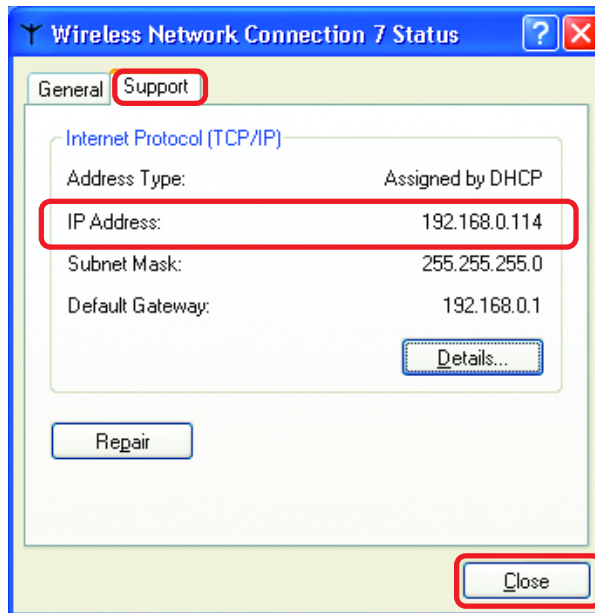 Wireless Network Connection 7 Status
General Support
Internet Protocol (TCP/IP)
Address Type: Assigned by DHCP
IP Address: 192.168.0.114
Subnet Mask: 255.255.255.0
Default Gateway: 192.168.0.1
Details...
Repair
Close